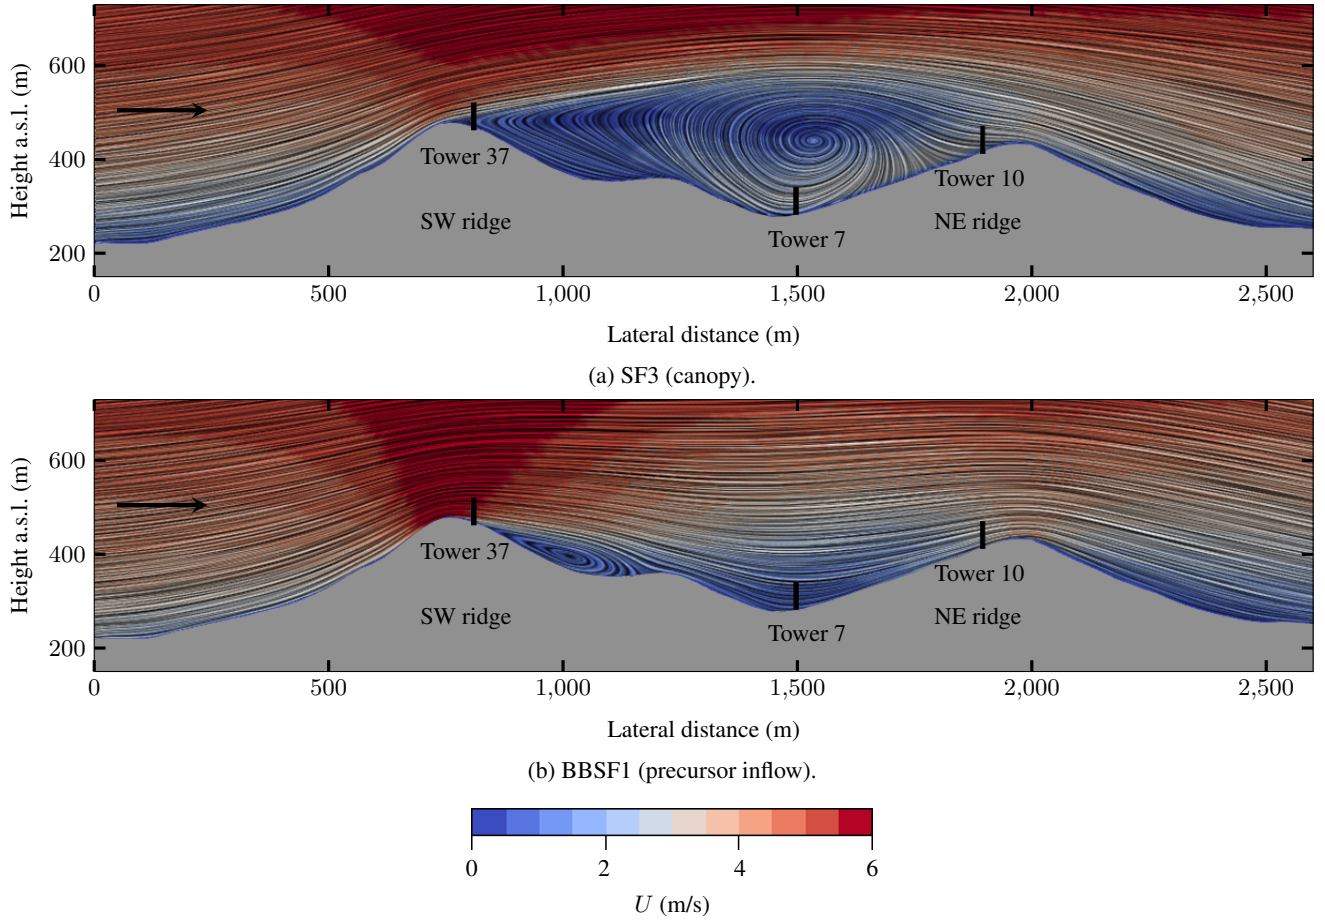 Height a.s.l. (m)
600
400
200
Tower 37
Tower 10
SW ridge
NE ridge
Tower 7
0 500 1,000 1,500 2,000 2,500
Lateral distance (m)
(a) SF3 (canopy).
Height a.s.l. (m)
600
400
200
Tower 37
Tower 10
SW ridge
NE ridge
Tower 7
0 500 1,000 1,500 2,000 2,500
Lateral distance (m)
(b) BBSF1 (precursor inflow).
0 2 4 6
U (m/s)